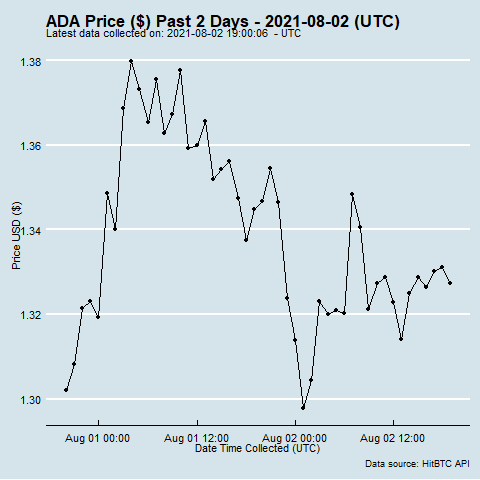 ADA Price ($) Past 2 Days - 2021-08-02 (UTC)
Latest data collected on: 2021-08-02 19:00:06 - UTC
1.38
1.36
1.34
1.32
1.30
Price USD ($)
Aug 01 00:00 Aug 01 12:00 Aug 02 00:00 Aug 02 12:00
Date Time Collected (UTC)
Data source: HitBTC API